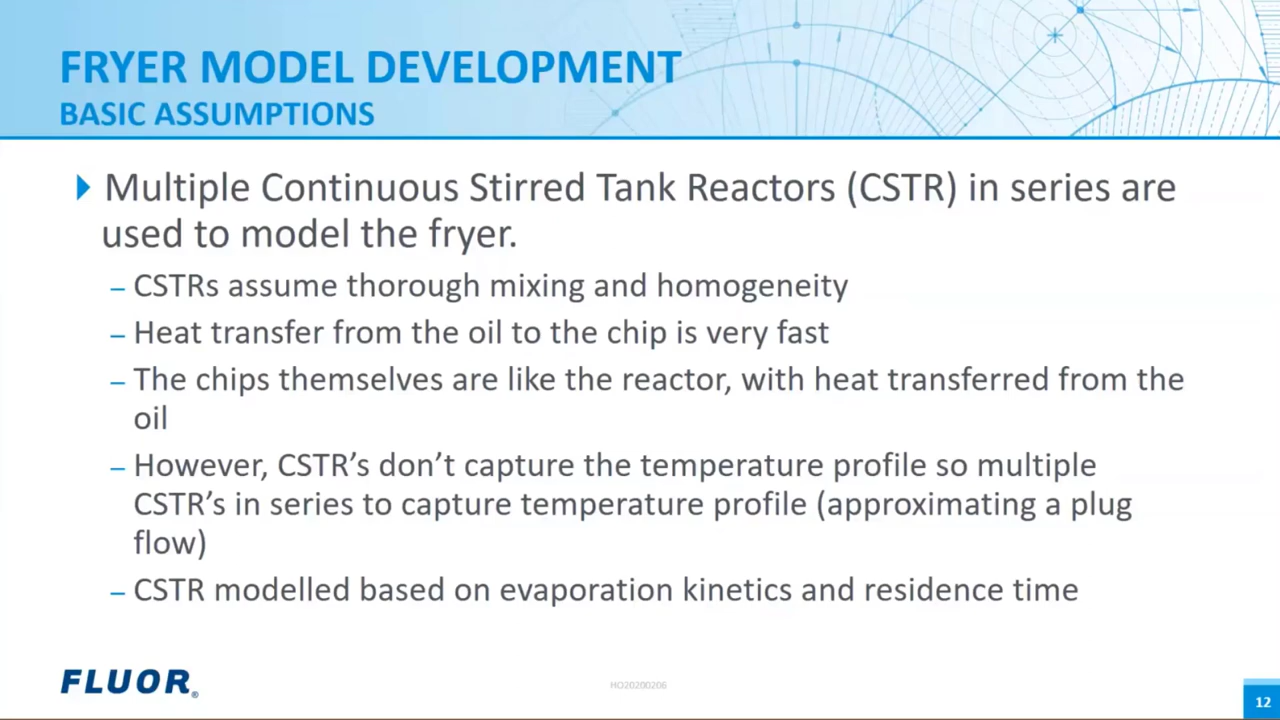 FRYER MODEL DEVELOPMENT
BASIC ASSUMPTIONS
Multiple Continuous Stirred Tank Reactors (CSTR) in series are
used to model the fryer.
– CSTRs assume thorough mixing and homogeneity
– Heat transfer from the oil to the chip is very fast
– The chips themselves are like the reactor, with heat transferred from the
oil
– However, CSTR’s don’t capture the temperature profile so multiple
CSTR’s in series to capture temperature profile (approximating a plug
flow)
– CSTR modelled based on evaporation kinetics and residence time
FLUOR®
HO20200206
12